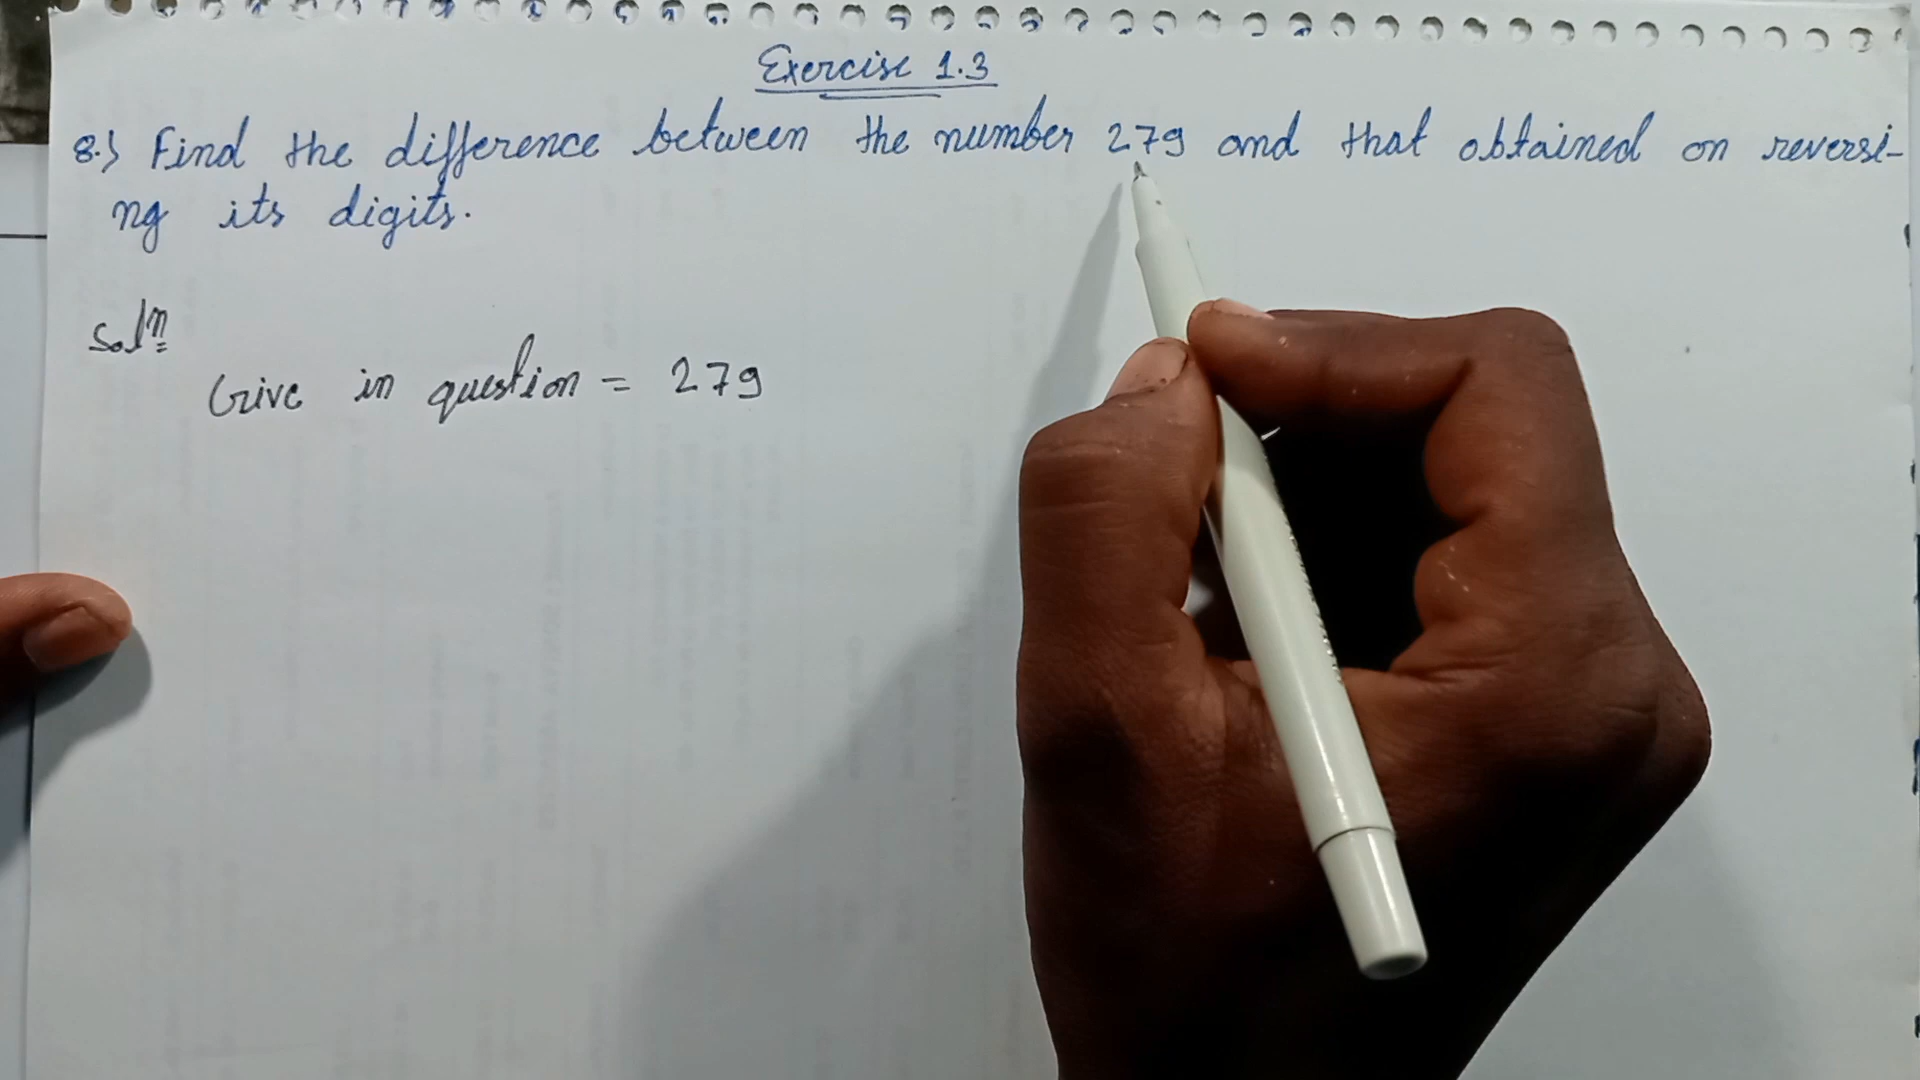 Exercise 1.3
8.) Find the difference between the number 279 and that obtained on reversi-
ng its digits.
Solⁿ
Give in question = 279